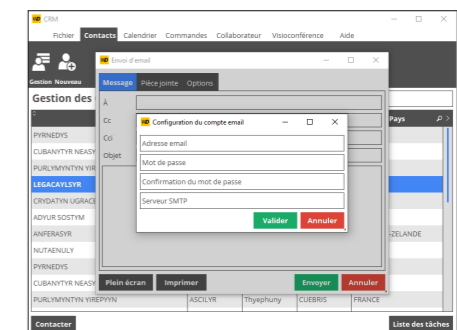 CRM
Fichier Contacts Calendrier Commandes Collaborateur Visioconférence Aide
Gestion Nouveau
Envoi d'email
Message Pièce jointe Options
Gestion des
À
Cc
Cci
Objet
Pays
Configuration du compte email
Adresse email
Mot de passe
Confirmation du mot de passe
Serveur SMTP
Valider Annuler
PYRNEDYS
CUBANYTYR NEASY
PURLYMYNTYN YIR
LEGACAYLSYR
CRYDATYN UGRACE
ADYUR SOSTYM
ANFERASYR -ZELANDE
NUTAENULY
PYRNEDYS
CUBANYTYR NEASY
Plein écran Imprimer Envoyer Annuler
PURLYMYNTYN YIREPYYN ASCILYR Thyephuny CUEBRIS FRANCE
Contacter Liste des tâches